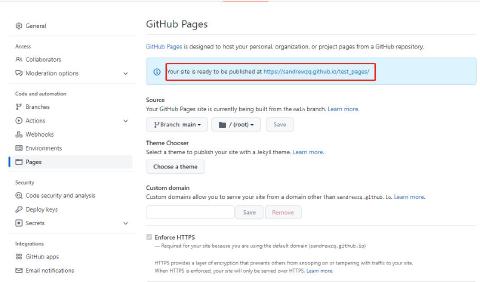 General
Access
Collaborators
Moderation options
Code and automation
Branches
Actions
Webhooks
Environments
Pages
Security
Code security and analysis
Deploy keys
Secrets
Integrations
GitHub apps
Email notifications
GitHub Pages
GitHub Pages is designed to host your personal, organization, or project pages from a GitHub repository.
Your site is ready to be published at https://sandrewzq.github.io/test_pages/
Source
Your GitHub Pages site is currently being built from the main branch. Learn more.
Branch: main / (root) Save
Theme Chooser
Select a theme to publish your site with a Jekyll theme. Learn more.
Choose a theme
Custom domain
Custom domains allow you to serve your site from a domain other than sandrewzq.github.io. Learn more.
Save Remove
Enforce HTTPS
— Required for your site because you are using the default domain (sandrewzq.github.io)
HTTPS provides a layer of encryption that prevents others from snooping on or tampering with traffic to your site.
When HTTPS is enforced, your site will only be served over HTTPS. Learn more.